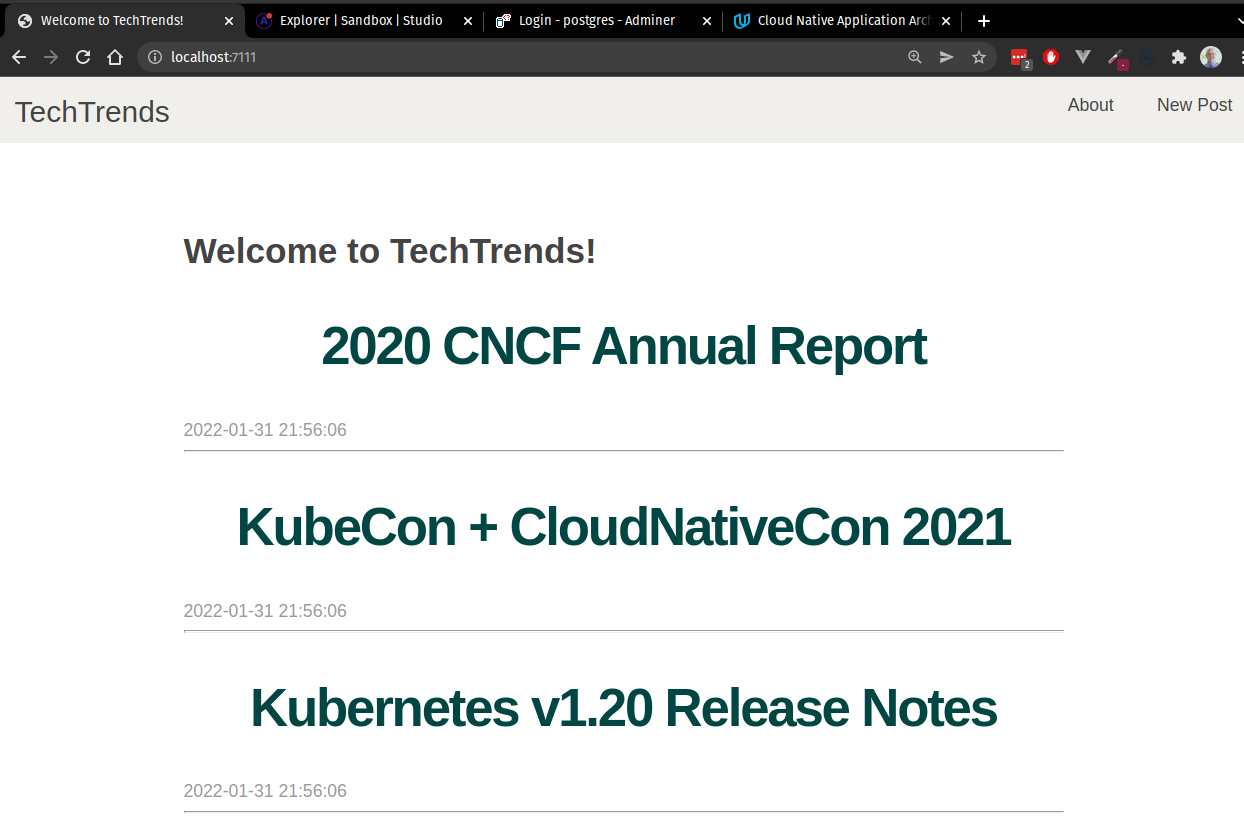 Welcome to TechTrends!
Explorer | Sandbox | Studio
Login - postgres - Adminer
Cloud Native Application Arch
localhost:7111
2
TechTrends
About
New Post
Welcome to TechTrends!
2020 CNCF Annual Report
2022-01-31 21:56:06
KubeCon + CloudNativeCon 2021
2022-01-31 21:56:06
Kubernetes v1.20 Release Notes
2022-01-31 21:56:06